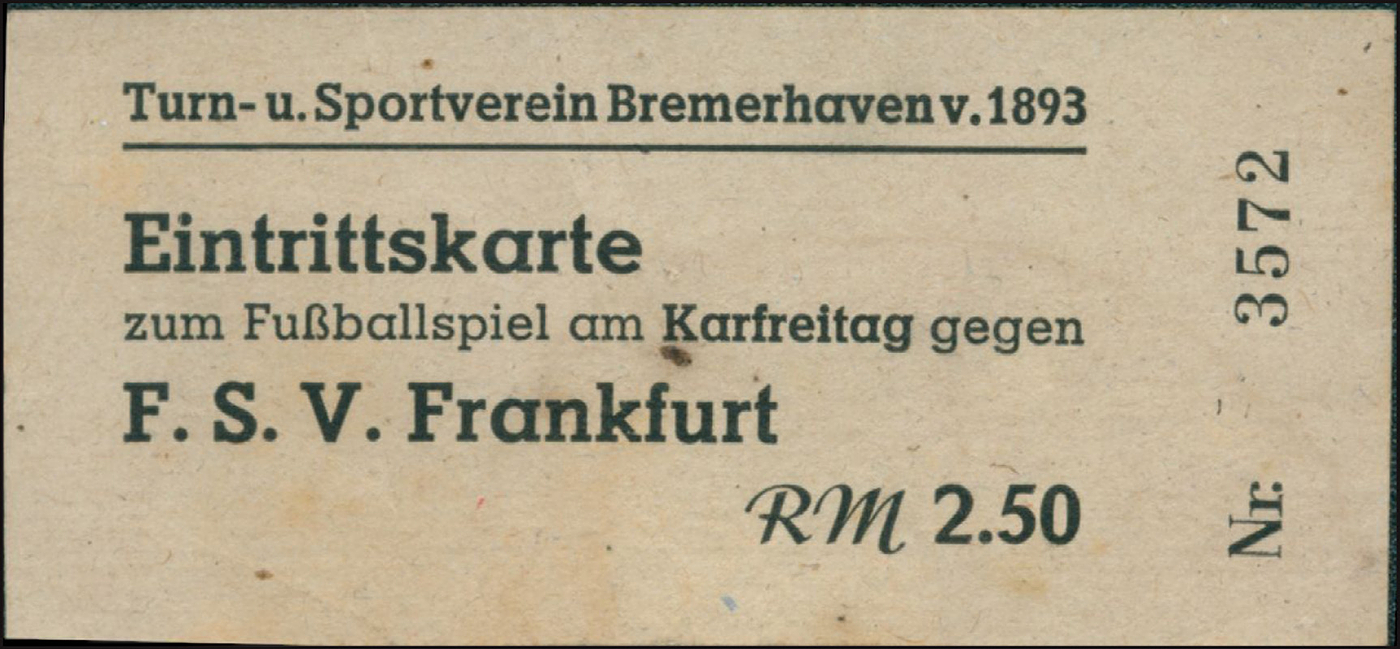 Turn- u. Sportverein Bremerhaven v. 1893
Eintrittskarte
zum Fußballspiel am Karfreitag gegen
F. S. V. Frankfurt
RM 2.50
Nr. 3572